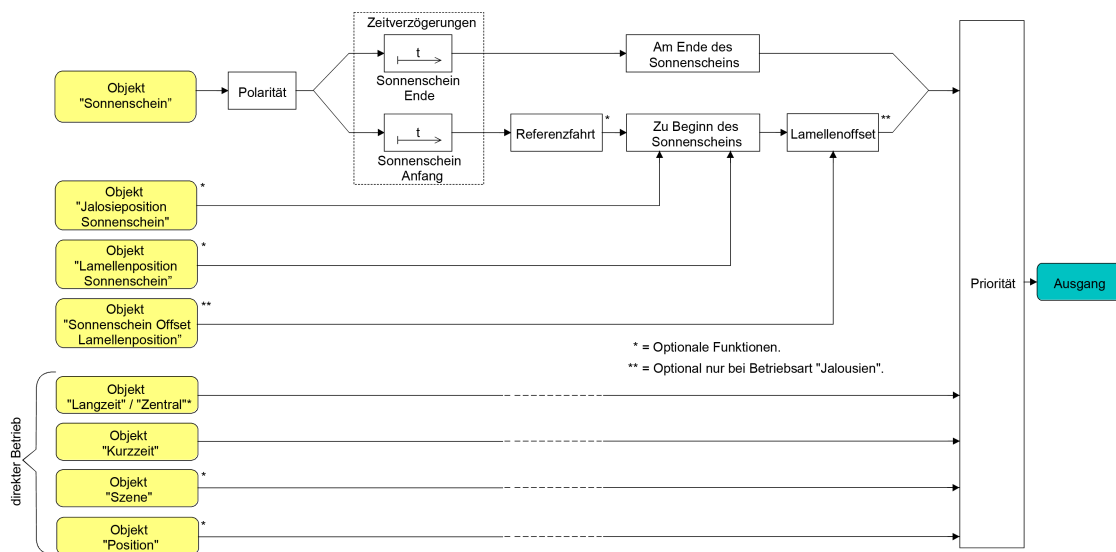 Zeitverzögerungen
t
Sonnenschein
Ende
Am Ende des
Sonnenscheins
Objekt
"Sonnenschein"
Polarität
t
Sonnenschein
Anfang
Referenzfahrt
*
Zu Beginn des
Sonnenscheins
Lamellenoffset
**
Objekt
"Jalosieposition
Sonnenschein"
*
Objekt
"Lamellenposition
Sonnenschein"
*
Objekt
"Sonnenschein Offset
Lamellenposition"
**
Priorität
Ausgang
* = Optionale Funktionen.
** = Optional nur bei Betriebsart "Jalousien".
direkter Betrieb
Objekt
"Langzeit" / "Zentral"*
Objekt
"Kurzzeit"
Objekt
"Szene"
*
Objekt
"Position"
*